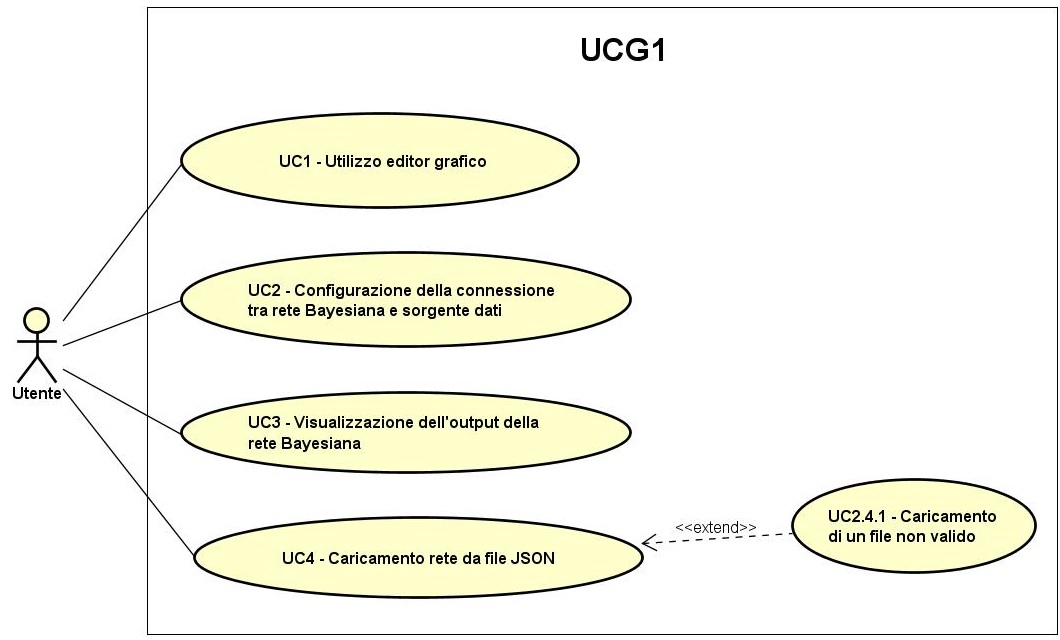 UCG1
UC1 - Utilizzo editor grafico
UC2 - Configurazione della connessione
tra rete Bayesiana e sorgente dati
Utente
UC3 - Visualizzazione dell'output della
rete Bayesiana
<<extend>>
UC2.4.1 - Caricamento
di un file non valido
UC4 - Caricamento rete da file JSON